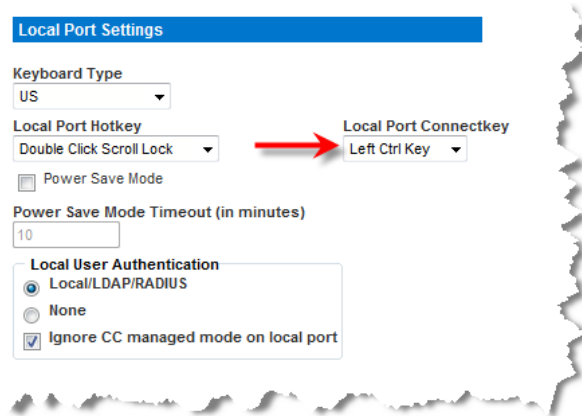 Local Port Settings
Keyboard Type
US
Local Port Hotkey
Local Port Connectkey
Double Click Scroll Lock
Left Ctrl Key
Power Save Mode
Power Save Mode Timeout (in minutes)
10
Local User Authentication
Local/LDAP/RADIUS
None
Ignore CC managed mode on local port